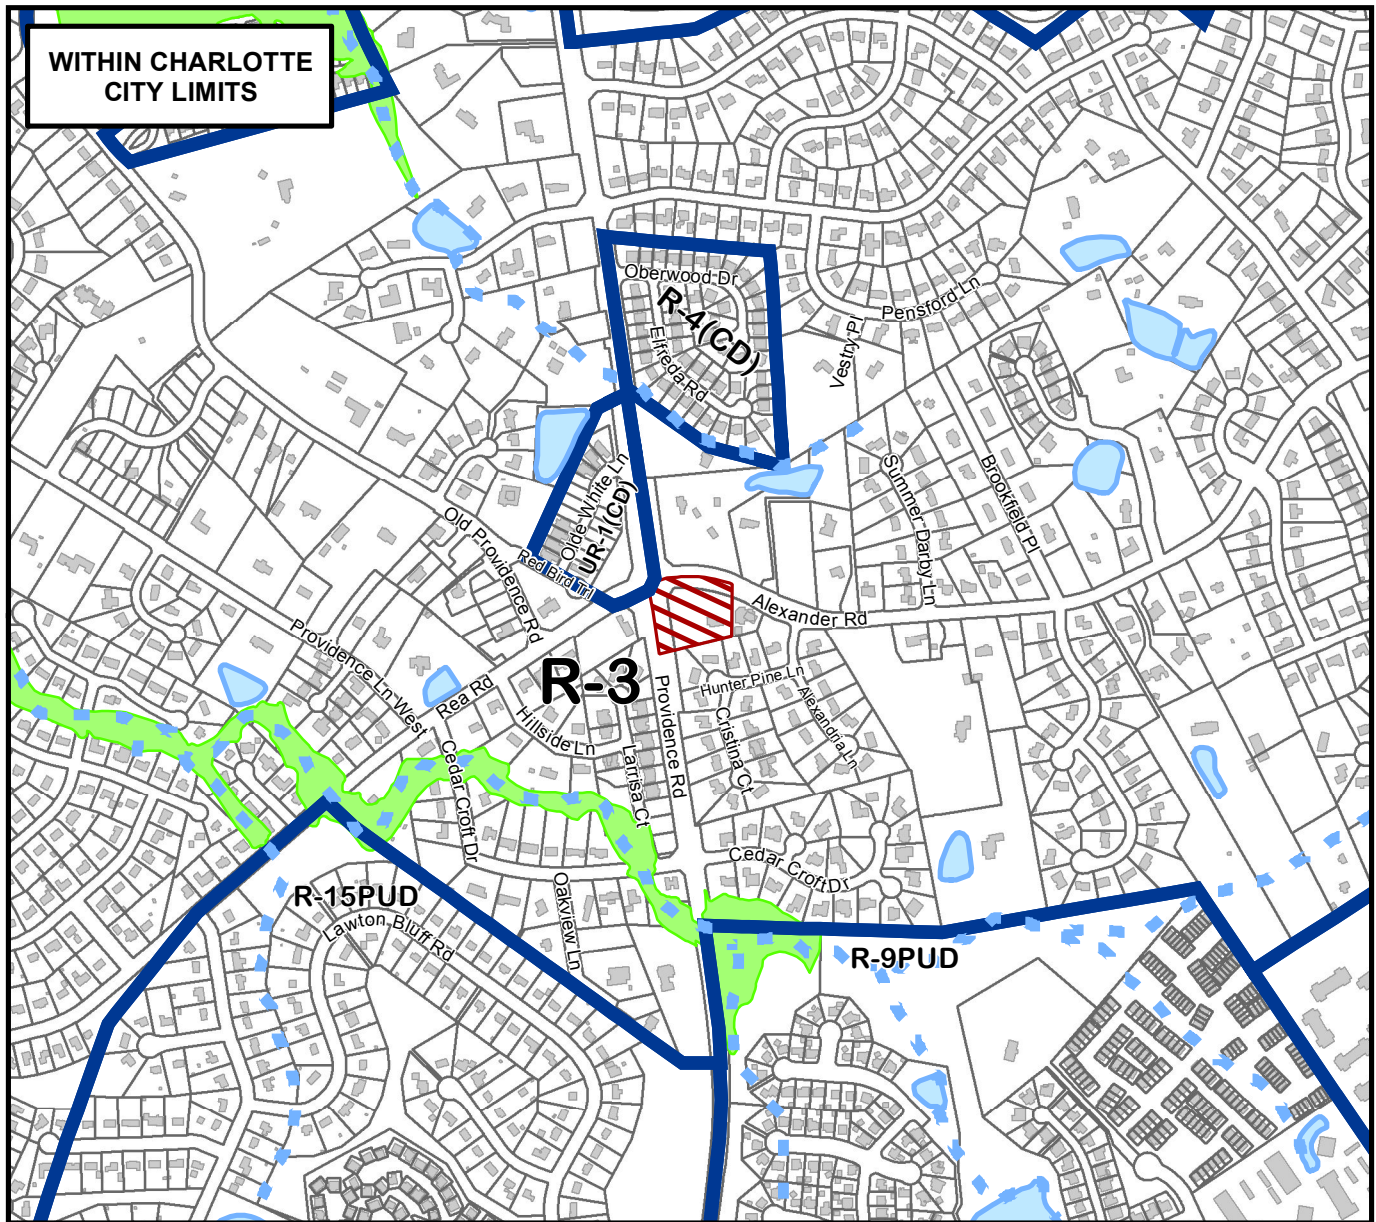 WITHIN CHARLOTTE
CITY LIMITS
Oberwood Dr
R-4(CD)
Elfreda Rd
Pensford Ln
Vestry Pl
Olde White Ln
UR-1(CD)
Red Bird Trl
Old Providence Rd
Summer Darby Ln
Brookfield Pl
Alexander Rd
Providence Ln West
Rea Rd
R-3
Hillside Ln
Larrisa Ct
Providence Rd
Hunter Pine Ln
Cristina Ct
Alexandria Ln
Cedar Croft Dr
Cedar Croft Dr
Oakview Ln
R-15PUD
Lawton Bluff Rd
R-9PUD